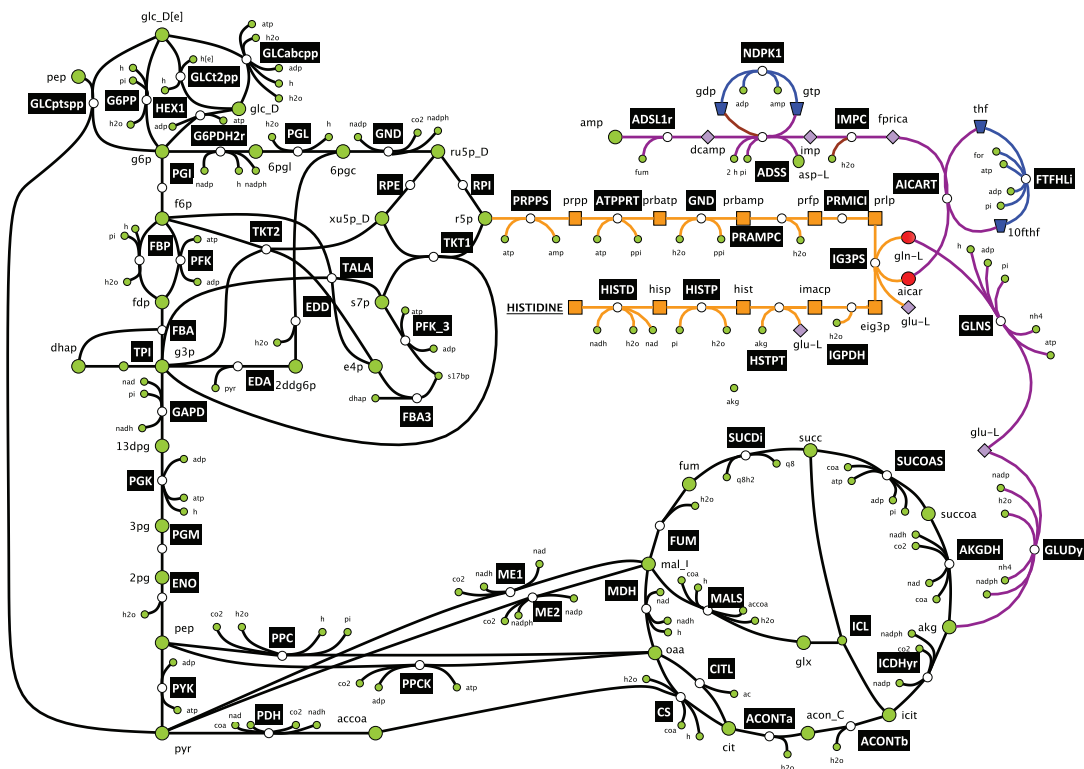 glc_D[e]
atp
h2o
GLCabcpp
NDPK1
pep
h
pi
h[e]
GLCt2pp
adp
h
h2o
gdp
adp
amp
gtp
GLCptspp
G6PP
HEX1
h
h2o
adp
atp
glc_D
amp
ADSL1r
dcamp
imp
IMPC
fprica
thf
G6PDH2r
h2o
PGL
h
nadp
GND
co2
nadph
fum
2 h
pi
ADSS
asp-L
h2o
for
atp
adp
pi
FTFHLi
g6p
6pgl
6pgc
ru5p_D
AICART
PGI
nadp
h
nadph
RPE
RPI
10fthf
f6p
xu5p_D
r5p
PRPPS
prpp
ATPPRT
prbatp
GND
prbamp
prfp
PRMICI
prlp
h
pi
FBP
atp
PFK
TKT2
TKT1
atp
amp
atp
ppi
h2o
ppi
PRAMPC
h2o
IG3PS
gln-L
h
adp
pi
h2o
adp
TALA
aicar
fdp
s7p
HISTIDINE
HISTD
hisp
HISTP
hist
imacp
eig3p
glu-L
GLNS
nh4
atp
FBA
EDD
atp
PFK_3
adp
nadh
h2o
nad
pi
h2o
akg
glu-L
h2o
HSTPT
IGPDH
dhap
TPI
g3p
h2o
e4p
s17bp
nad
pi
pyr
EDA
2ddg6p
dhap
FBA3
akg
GAPD
nadh
13dpg
SUCDi
succ
glu-L
PGK
adp
atp
h
fum
q8h2
q8
coa
atp
SUCOAS
adp
pi
nadp
h2o
3pg
PGM
h2o
succoa
FUM
nadh
co2
AKGDH
GLUDy
2pg
ENO
nad
ME1
nadh
co2
mal_I
coa
h
MALS
nad
coa
nh4
nadph
h2o
ME2
co2
nadph
nadp
MDH
nad
nadh
h
accoa
h2o
akg
pep
co2
h2o
PPC
h
pi
oaa
glx
ICL
co2
nadph
ICDHyr
nadp
adp
PYK
atp
co2
adp
PPCK
atp
h2o
CITL
ac
coa
nad
PDH
co2
nadh
accoa
CS
coa
h
ACONTa
acon_C
icit
pyr
cit
h2o
h2o
ACONTb